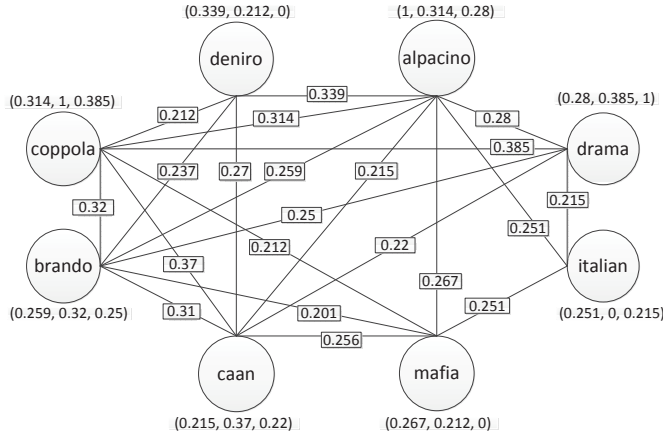 (0.339, 0.212, 0)
(1, 0.314, 0.28)
deniro
alpacino
(0.314, 1, 0.385)
(0.28, 0.385, 1)
0.339
0.212
0.314
0.28
coppola
drama
0.385
0.237
0.27
0.259
0.215
0.32
0.25
0.215
0.251
0.22
0.212
0.37
brando
italian
0.267
0.31
0.201
0.251
(0.259, 0.32, 0.25)
(0.251, 0, 0.215)
0.256
caan
mafia
(0.215, 0.37, 0.22)
(0.267, 0.212, 0)